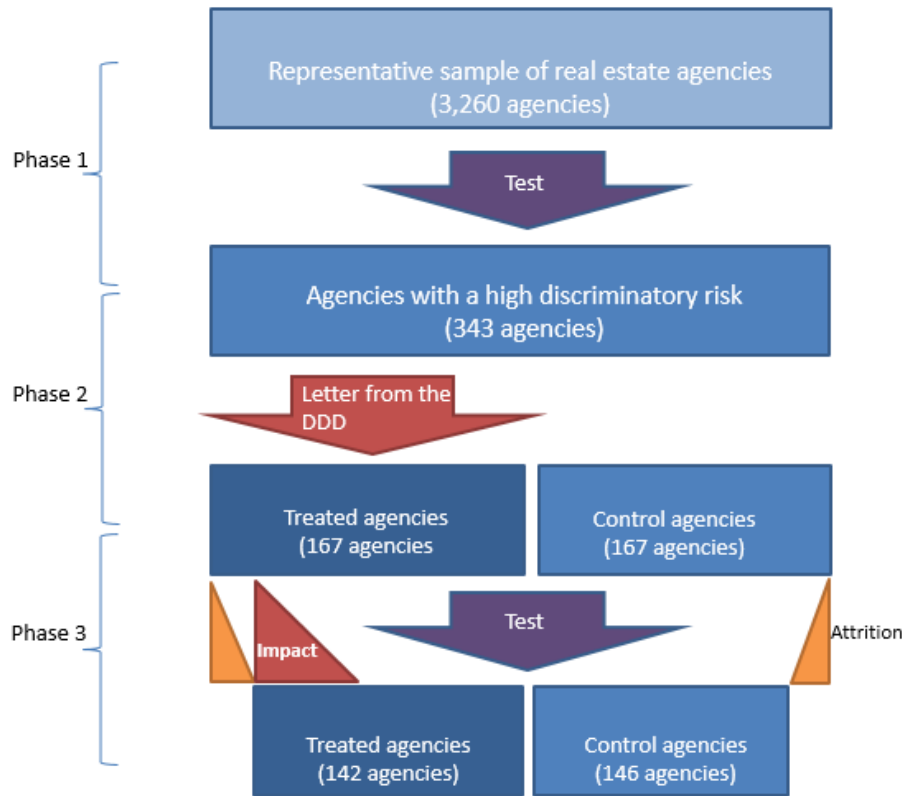 Representative sample of real estate agencies
(3,260 agencies)
Phase 1
Test
Agencies with a high discriminatory risk
(343 agencies)
Phase 2
Letter from the
DDD
Treated agencies
(167 agencies
Control agencies
(167 agencies)
Phase 3
Test
Attrition
Impact
Treated agencies
(142 agencies)
Control agencies
(146 agencies)